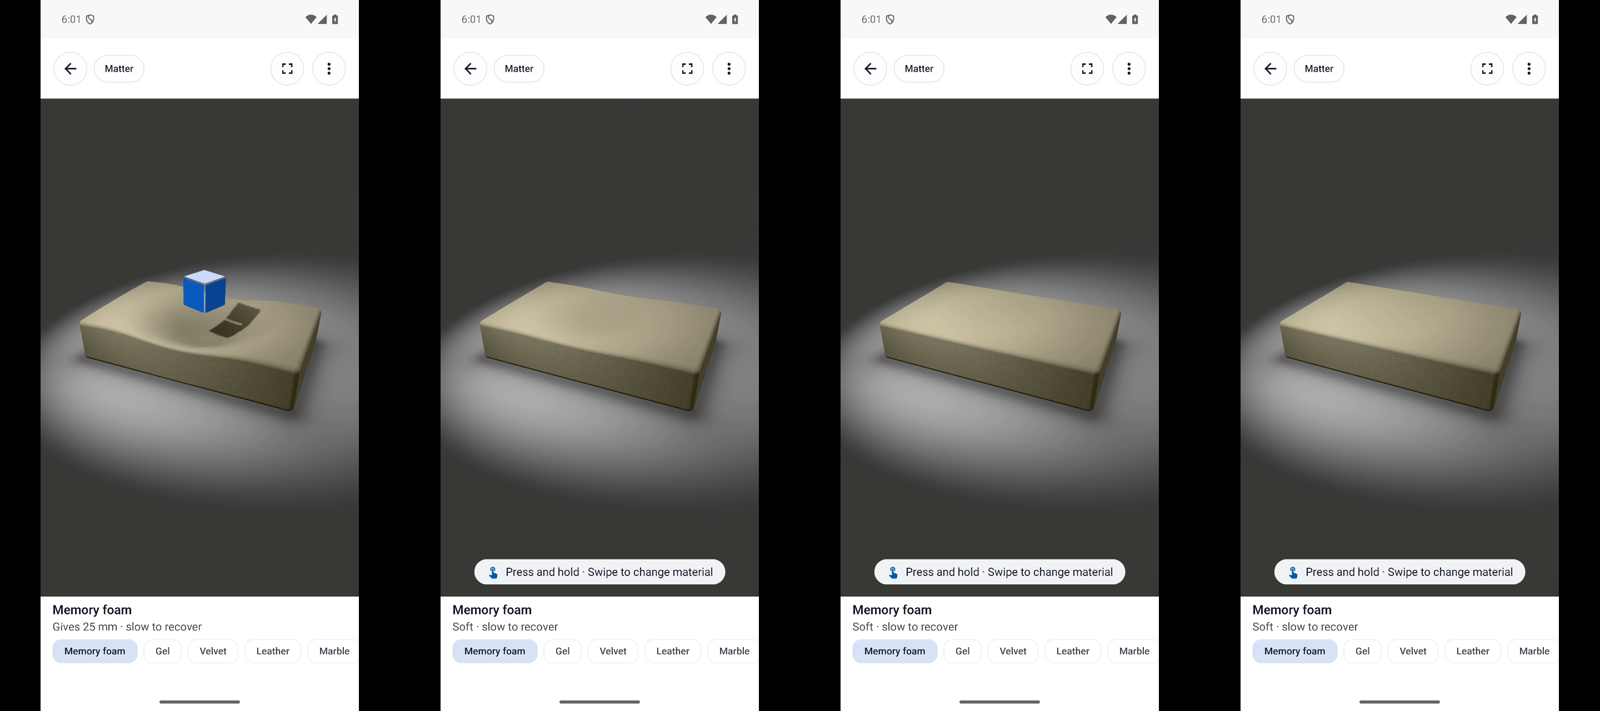 6:01
Matter
Memory foam
Gives 25 mm · slow to recover
Memory foam Gel Velvet Leather Marble
6:01
Matter
Press and hold · Swipe to change material
Memory foam
Soft · slow to recover
Memory foam Gel Velvet Leather Marble
6:01
Matter
Press and hold · Swipe to change material
Memory foam
Soft · slow to recover
Memory foam Gel Velvet Leather Marble
6:01
Matter
Press and hold · Swipe to change material
Memory foam
Soft · slow to recover
Memory foam Gel Velvet Leather Marble